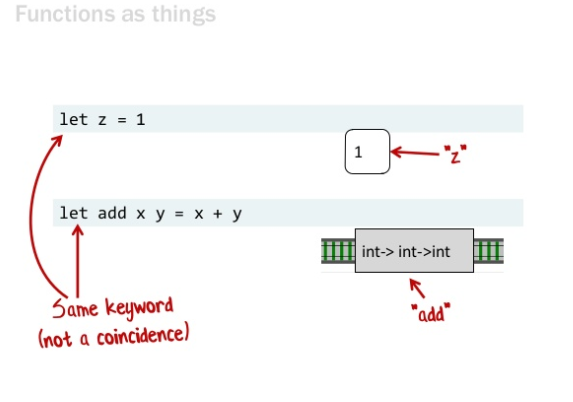 Functions as things
let z = 1
1
"z"
let add x y = x + y
int-> int->int
"add"
Same keyword
(not a coincidence)